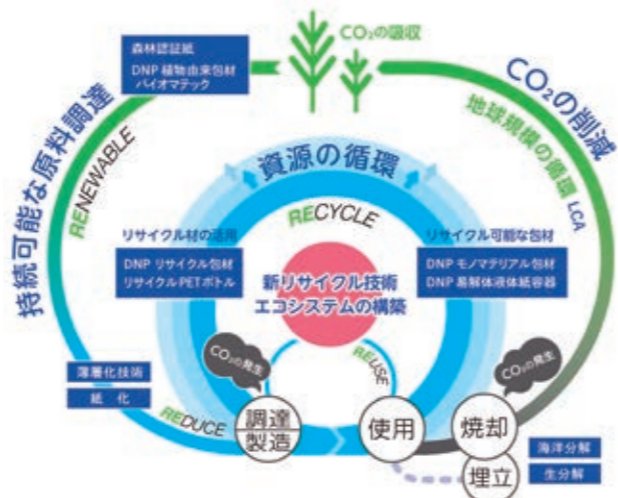 森林認証紙
DNP 植物由来包材
バイオマテック
CO₂の吸収
CO₂の削減
地球規模の循環 LCA
持続可能な原料調達
RENEWABLE
資源の循環
RECYCLE
リサイクル材の活用
DNP リサイクル包材
リサイクルPETボトル
リサイクル可能な包材
DNP モノマテリアル包材
DNP 易解体液体紙容器
新リサイクル技術
エコシステムの構築
CO₂の発生
REUSE
CO₂の発生
薄層化技術
紙 化
REDUCE
調達
製造
使用
焼却
埋立
海洋分解
生分解